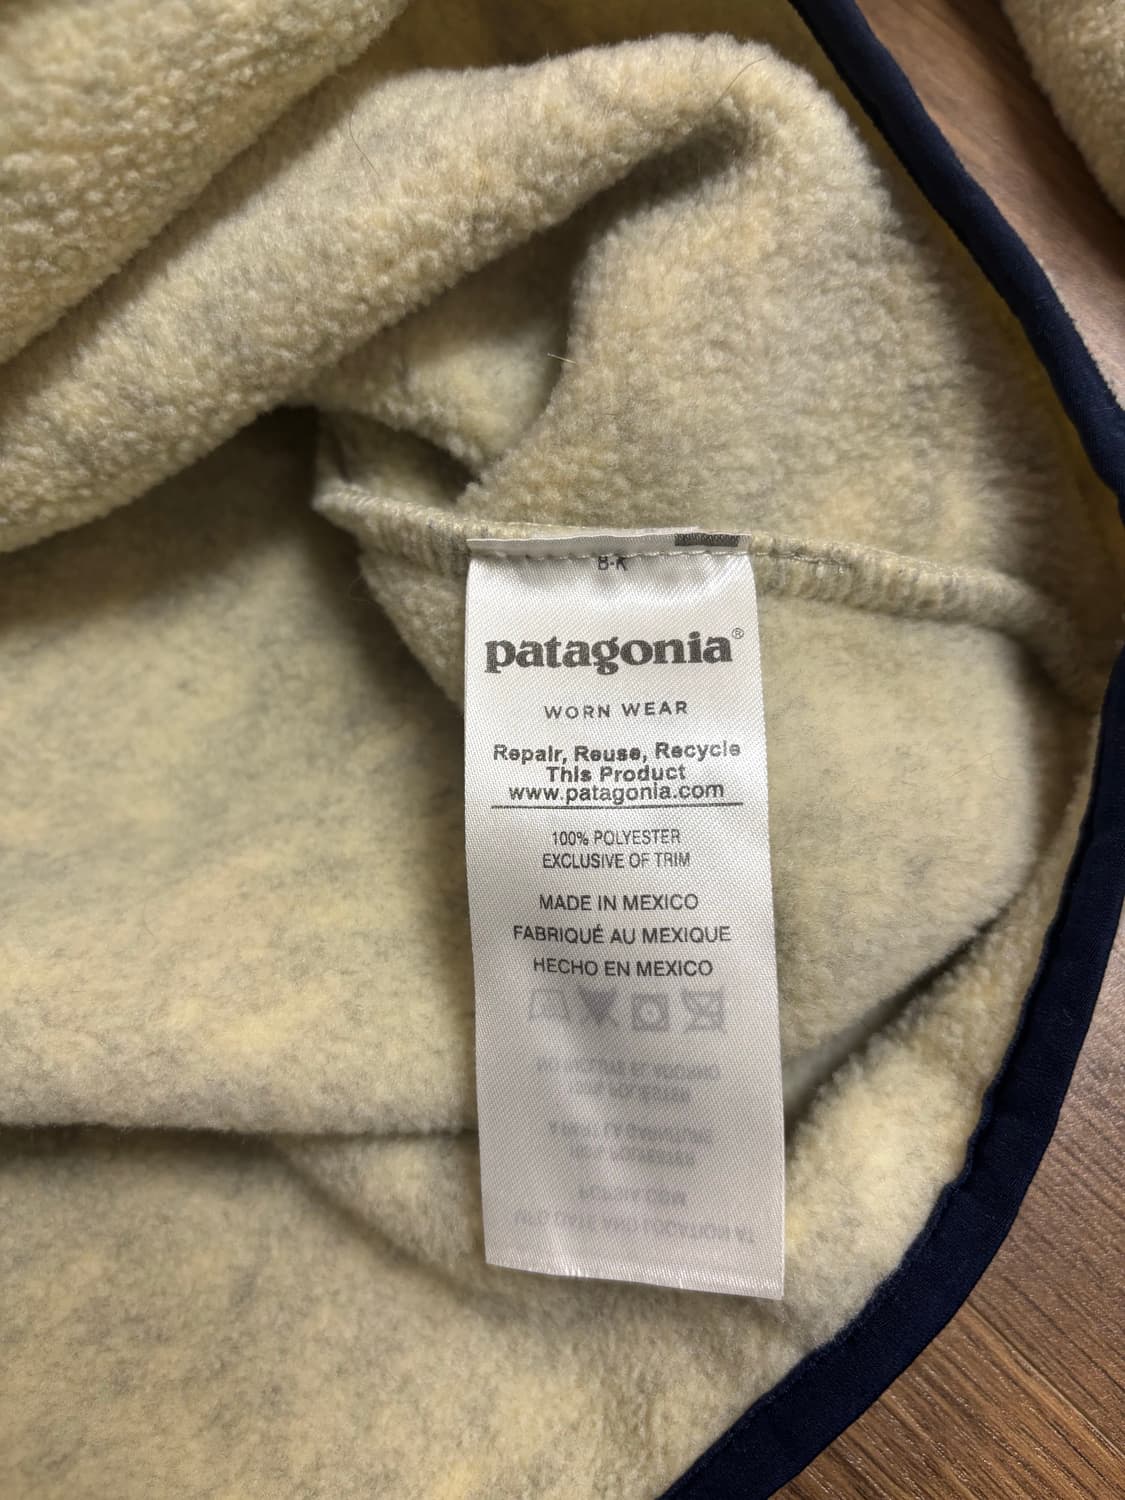 B-K
patagonia®
WORN WEAR
Repair, Reuse, Recycle
This Product
www.patagonia.com
100% POLYESTER
EXCLUSIVE OF TRIM
MADE IN MEXICO
FABRIQUÉ AU MEXIQUE
HECHO EN MEXICO